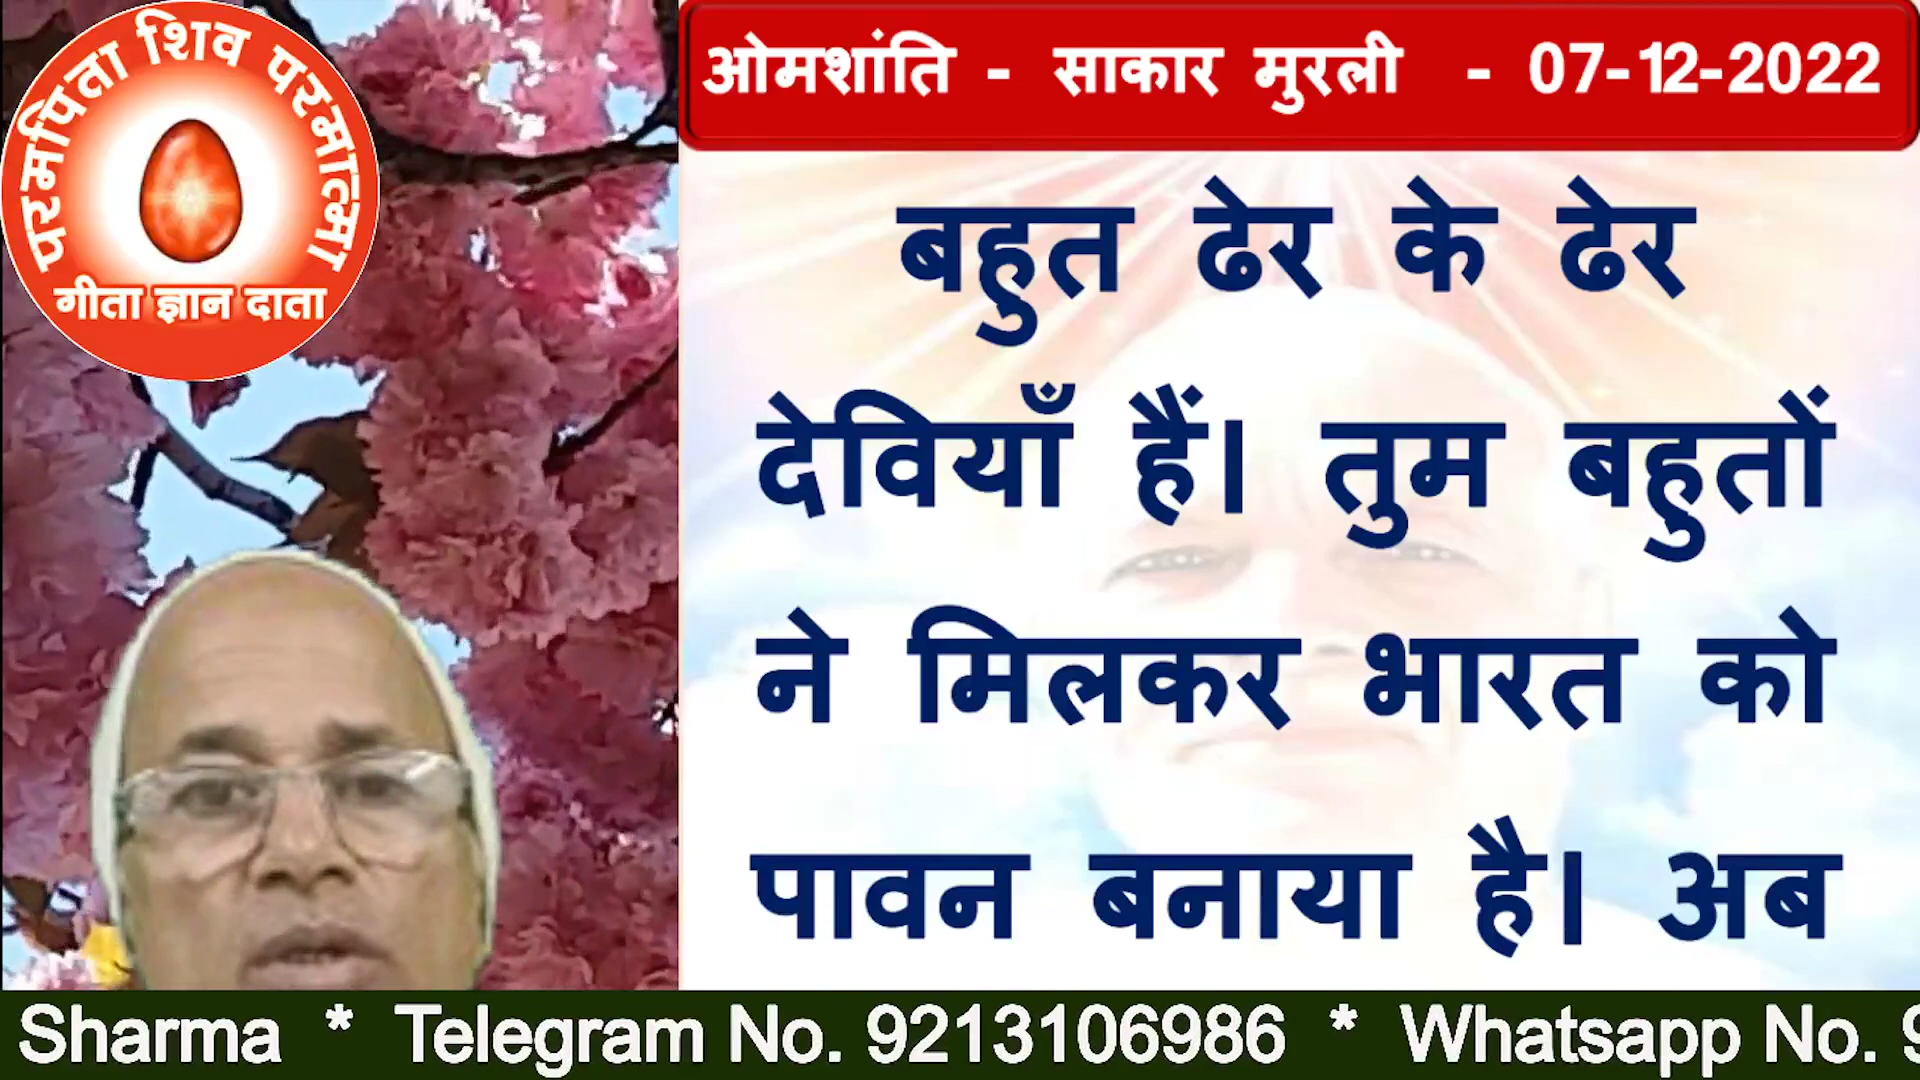 परमपिता शिव परमात्मा
गीता ज्ञान दाता
ओमशांति - साकार मुरली - 07-12-2022
बहुत ढेर के ढेर
देवियाँ हैं। तुम बहुतों
ने मिलकर भारत को
पावन बनाया है। अब
Sharma * Telegram No. 9213106986 * Whatsapp No. 9